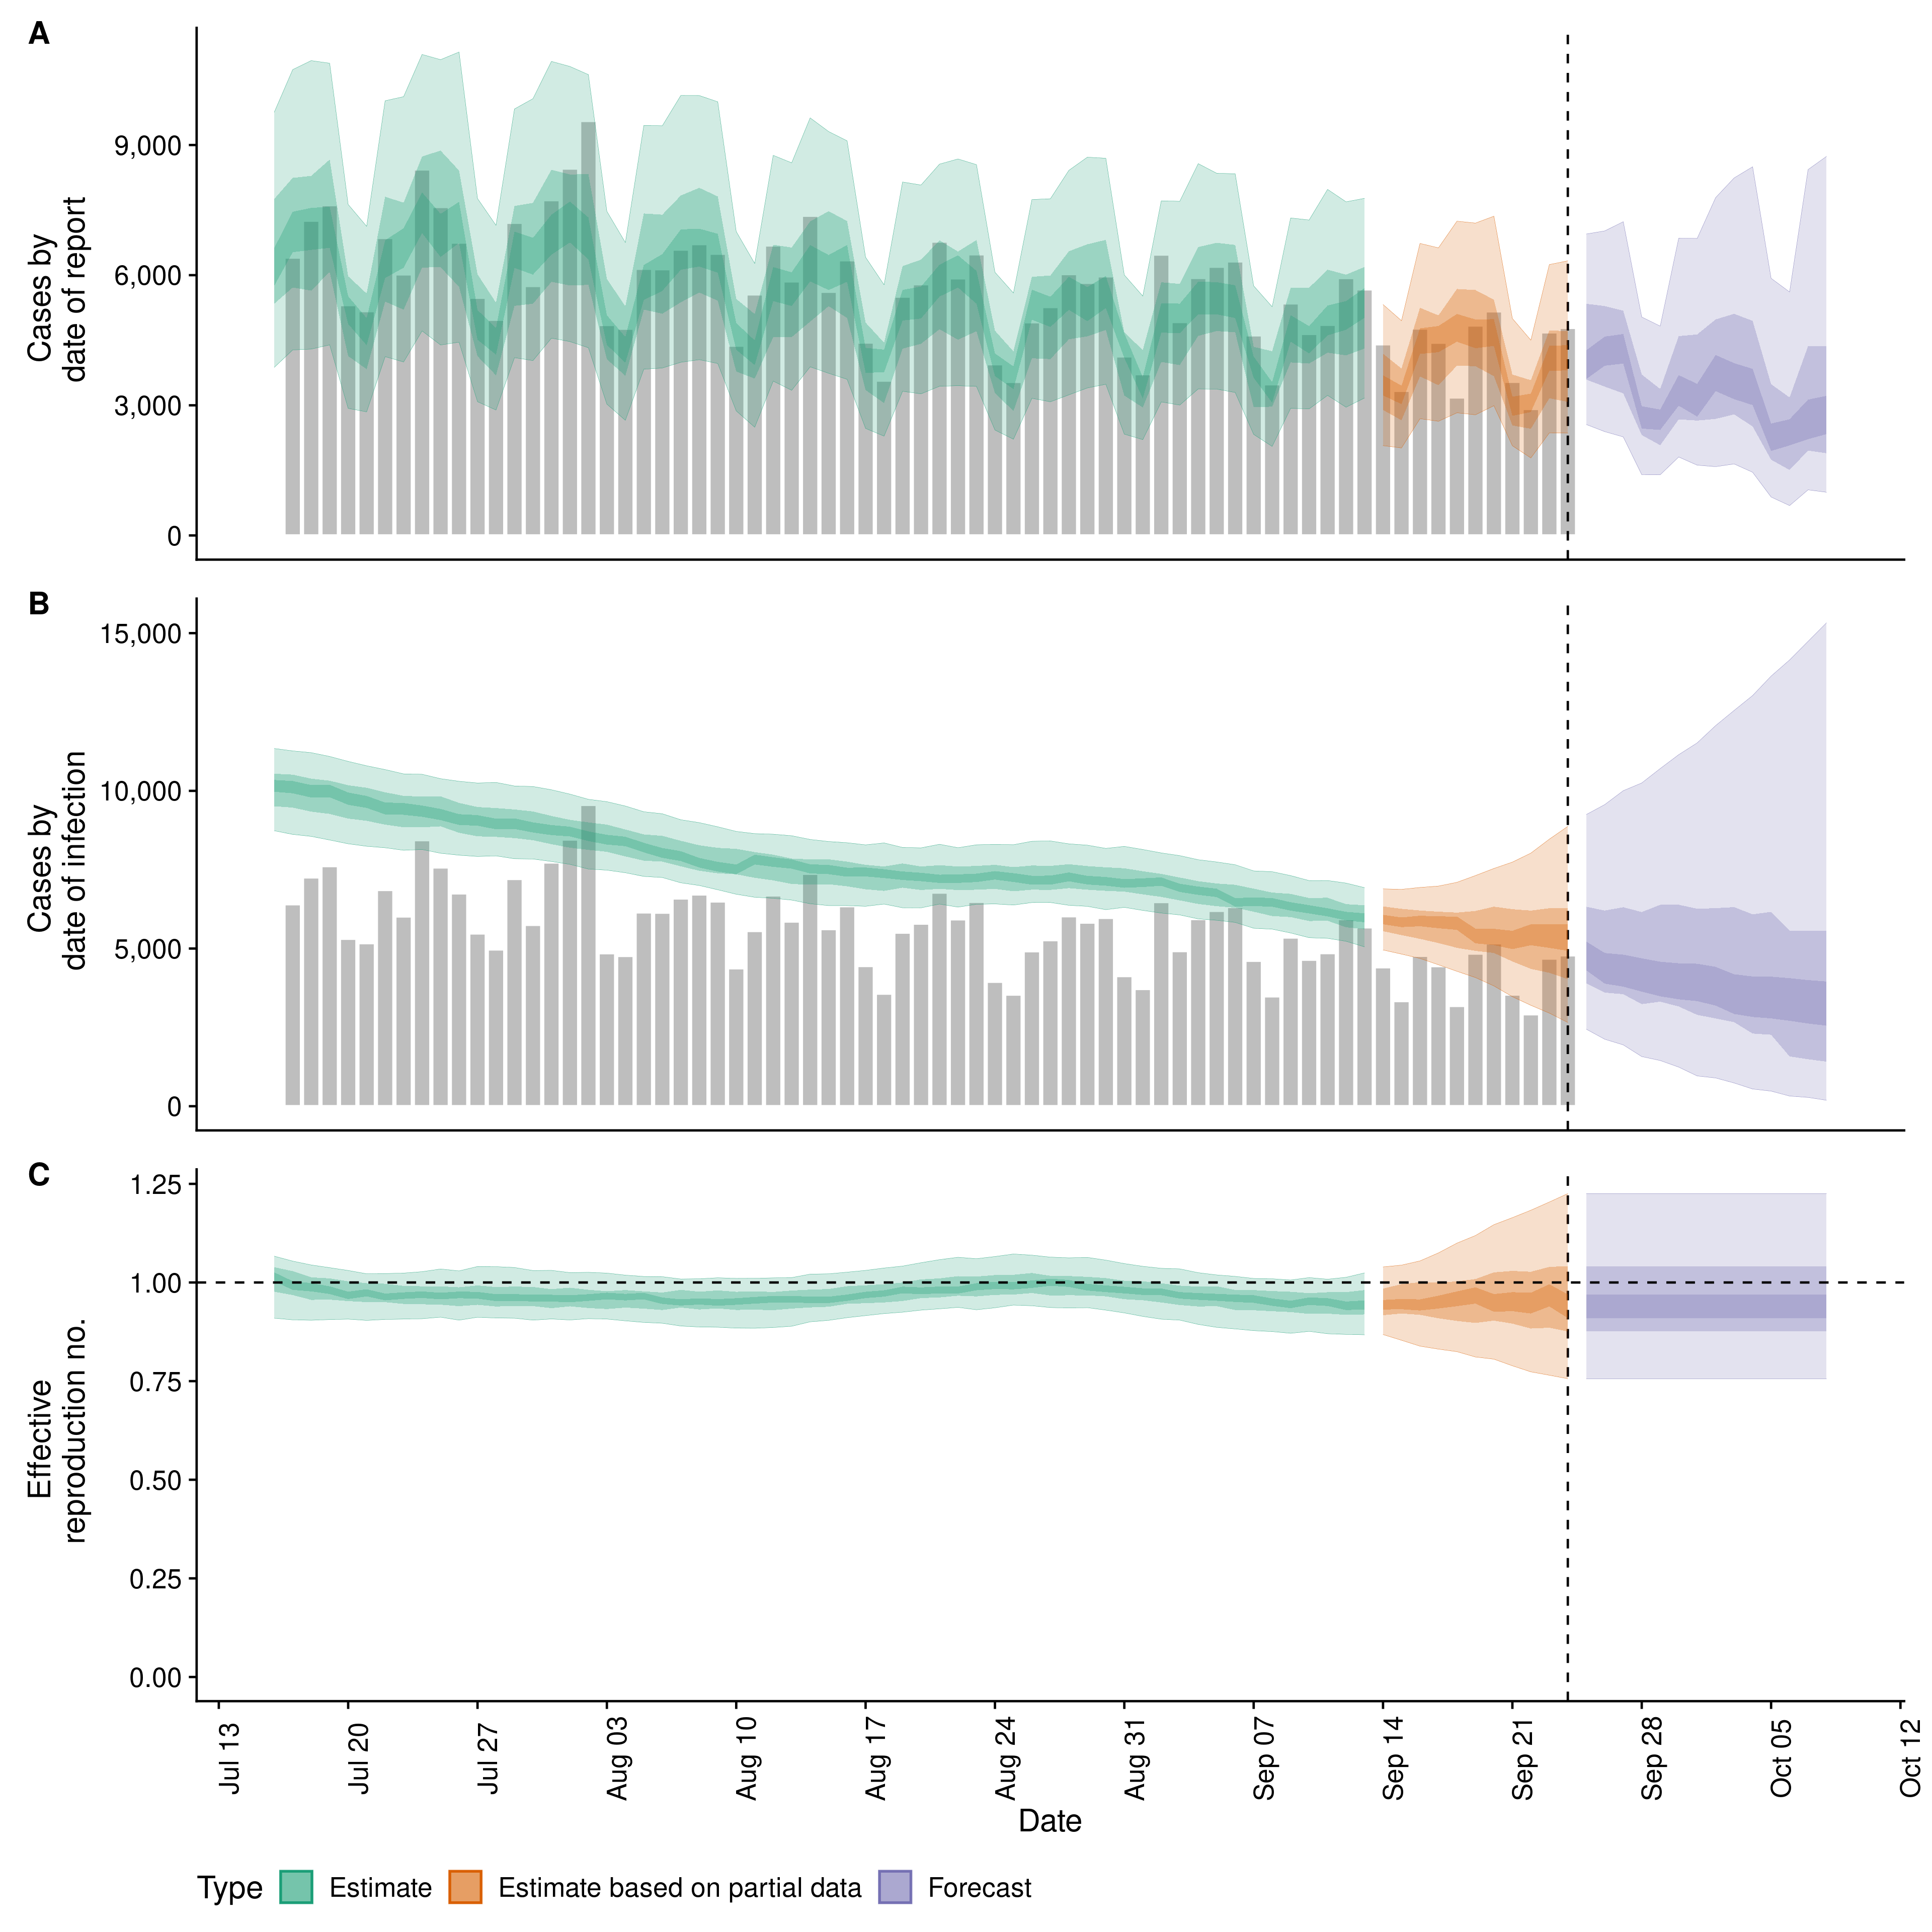 A
Cases by
date of report
9,000
6,000
3,000
0
B
Cases by
date of infection
15,000
10,000
5,000
0
C
Effective
reproduction no.
1.25
1.00
0.75
0.50
0.25
0.00
Jul 13
Jul 20
Jul 27
Aug 03
Aug 10
Aug 17
Aug 24
Aug 31
Sep 07
Sep 14
Sep 21
Sep 28
Oct 05
Oct 12
Date
Type Estimate Estimate based on partial data Forecast